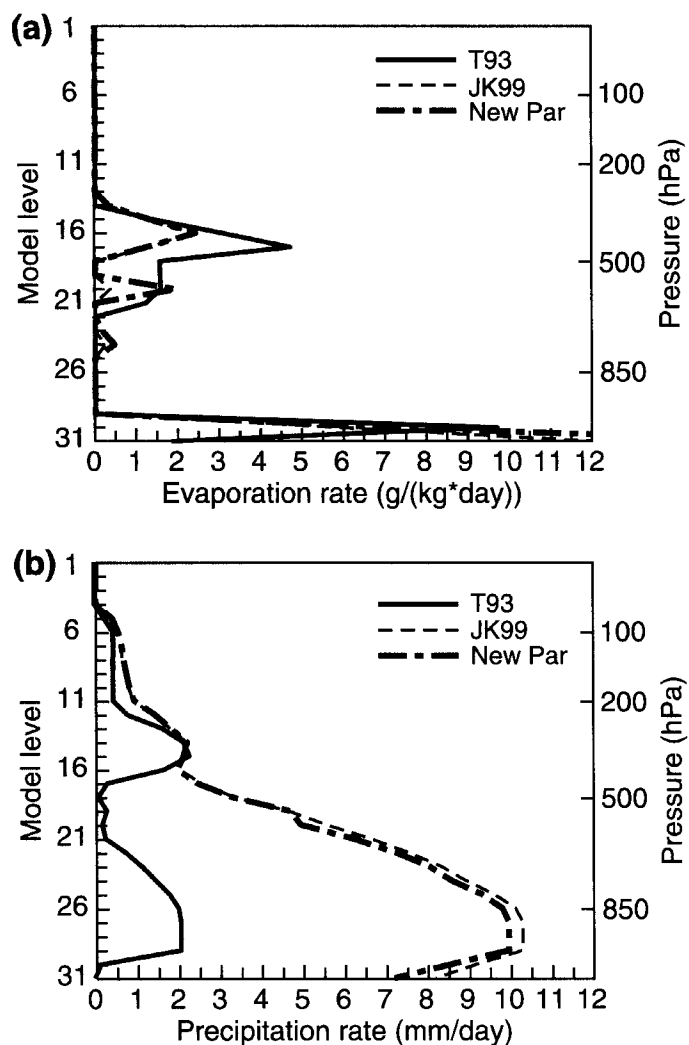 (a)
T93
JK99
New Par
1
6
11
16
21
26
31
Model level
100
200
500
850
Pressure (hPa)
0 1 2 3 4 5 6 7 8 9 10 11 12
Evaporation rate (g/(kg*day))
(b)
T93
JK99
New Par
1
6
11
16
21
26
31
Model level
100
200
500
850
Pressure (hPa)
0 1 2 3 4 5 6 7 8 9 10 11 12
Precipitation rate (mm/day)